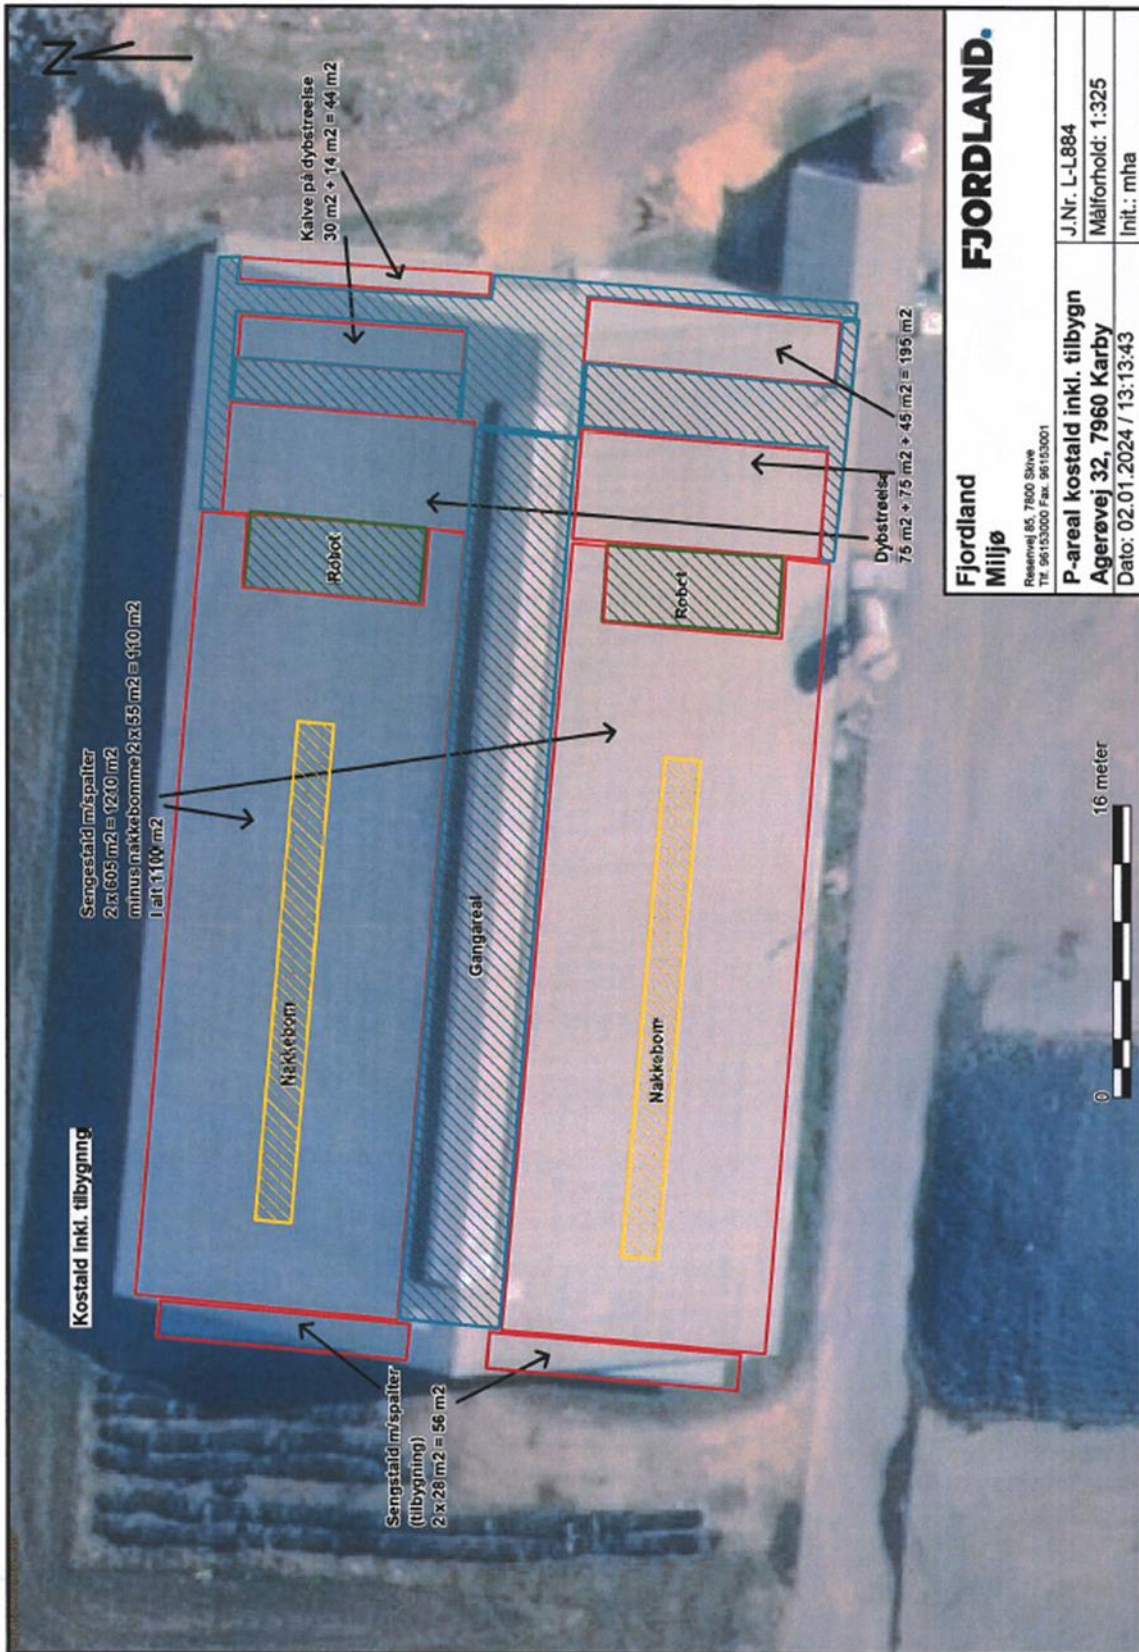 Kostald inkl. tilbygnng
Sengestald m/spalter
2 x 605 m2 = 1210 m2
minus nakkebomme 2 x 55 m2 = 110 m2
I alt 1100 m2
N
Kalve på dybstrøelse
30 m2 + 14 m2 = 44 m2
Robot
Nakkebom
Gangareal
Sengstald m/spalter
(tilbygning)
2 x 28 m2 = 56 m2
Robot
Nakkebom
Dybstrøelse
75 m2 + 75 m2 + 45 m2 = 195 m2
0
16 meter
Fjordland
Miljø
FJORDLAND.
Resenvej 85, 7800 Skive
Tlf. 96153000 Fax. 96153001
P-areal kostald inkl. tilbygn
Agerøvej 32, 7960 Karby
Dato: 02.01.2024 / 13:13:43
J.Nr. L-L884
Målforhold: 1:325
Init.: mha